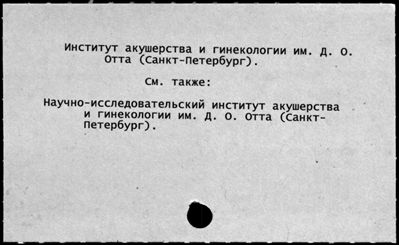 Институт акушерства и гинекологии им. Д. О.
Отта (Санкт-Петербург).
См. также:
Научно-исследовательский институт акушерства
и гинекологии им. Д. О. Отта (Санкт-
Петербург).